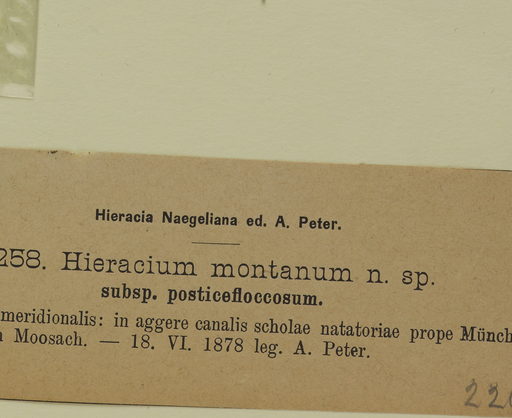 Hieracia Naegeliana ed. A. Peter.
258. Hieracium montanum n. sp.
subsp. posticefloccosum.
meridionalis: in aggere canalis scholae natatoriae prope Münch
Moosach. — 18. VI. 1878 leg. A. Peter.